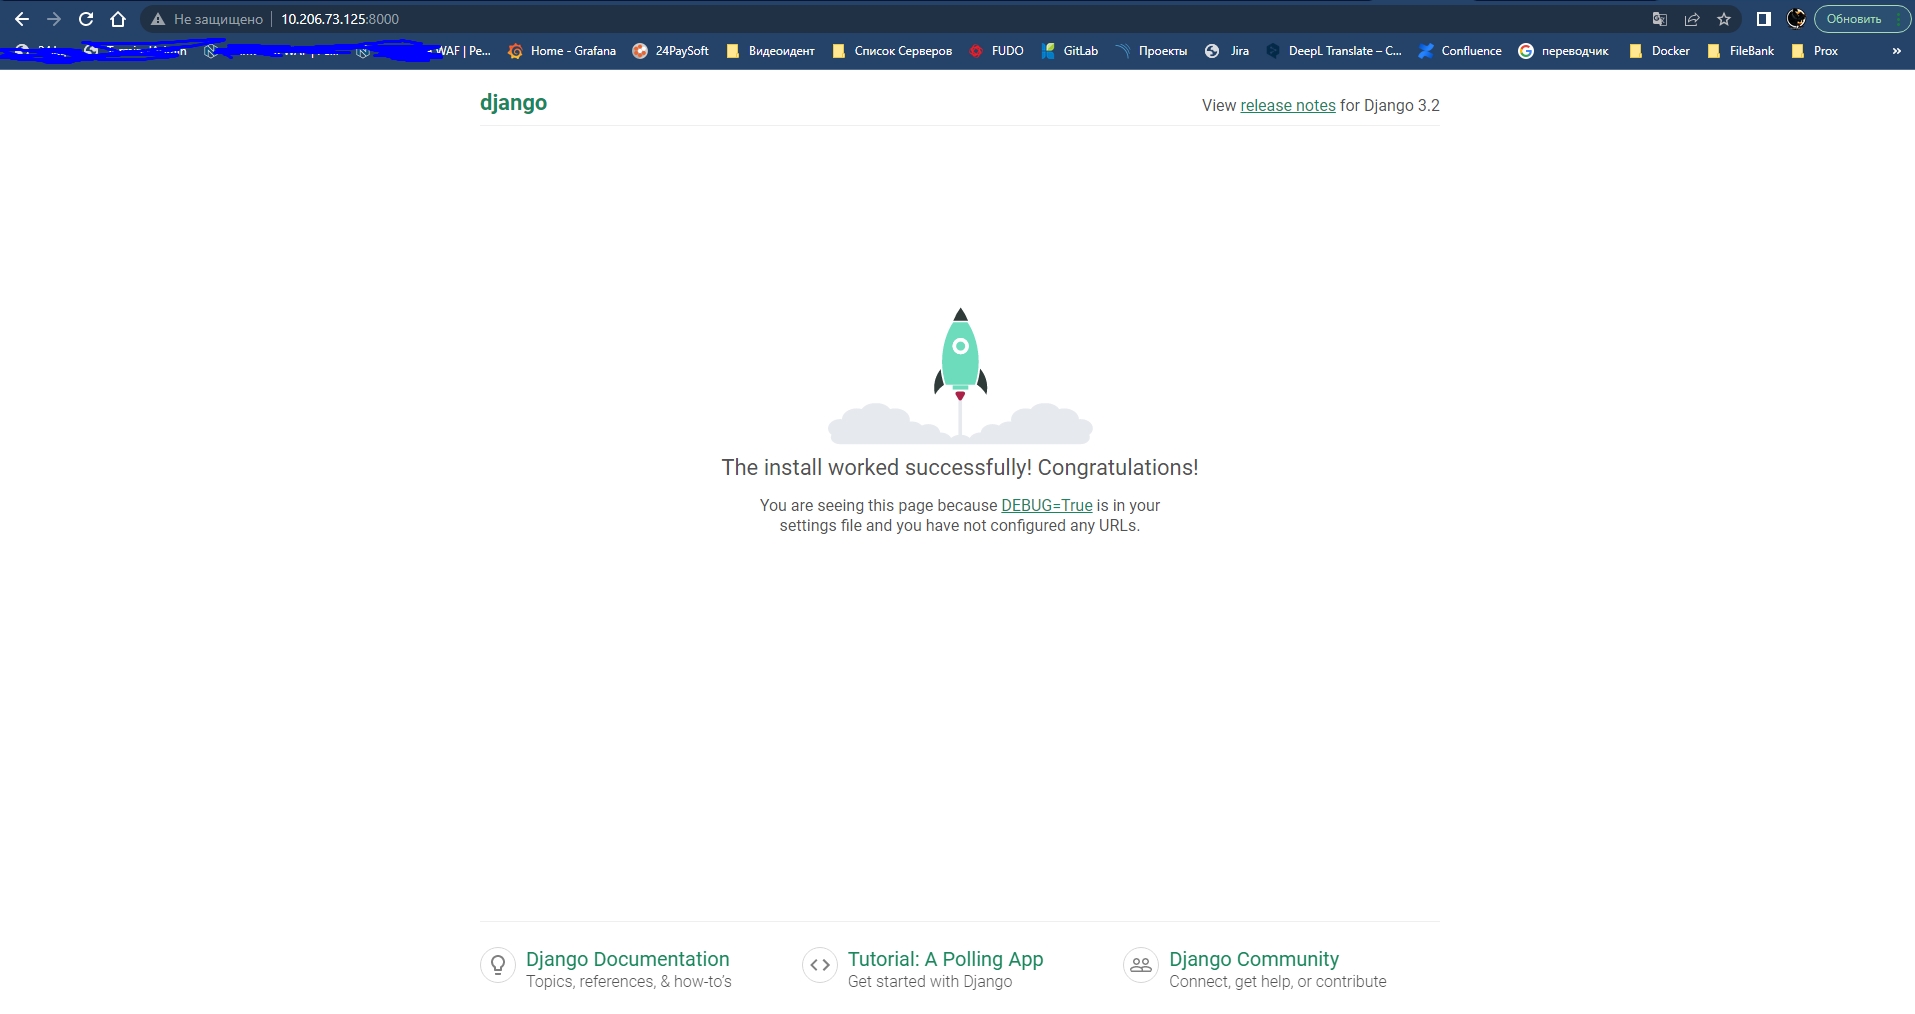 Не защищено 10.206.73.125:8000 Обновить
WAF | Pe... Home - Grafana 24PaySoft Видеоидент Список Серверов FUDO GitLab Проекты Jira DeepL Translate – C... Confluence переводчик Docker FileBank Prox »
django View release notes for Django 3.2
The install worked successfully! Congratulations!
You are seeing this page because DEBUG=True is in your
settings file and you have not configured any URLs.
Django Documentation
Topics, references, & how-to’s
Tutorial: A Polling App
Get started with Django
Django Community
Connect, get help, or contribute